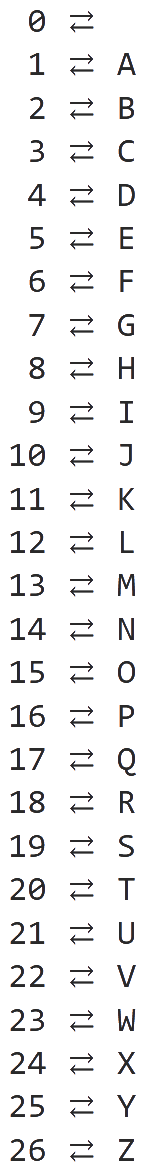 0 ⇄
1 ⇄ A
2 ⇄ B
3 ⇄ C
4 ⇄ D
5 ⇄ E
6 ⇄ F
7 ⇄ G
8 ⇄ H
9 ⇄ I
10 ⇄ J
11 ⇄ K
12 ⇄ L
13 ⇄ M
14 ⇄ N
15 ⇄ O
16 ⇄ P
17 ⇄ Q
18 ⇄ R
19 ⇄ S
20 ⇄ T
21 ⇄ U
22 ⇄ V
23 ⇄ W
24 ⇄ X
25 ⇄ Y
26 ⇄ Z